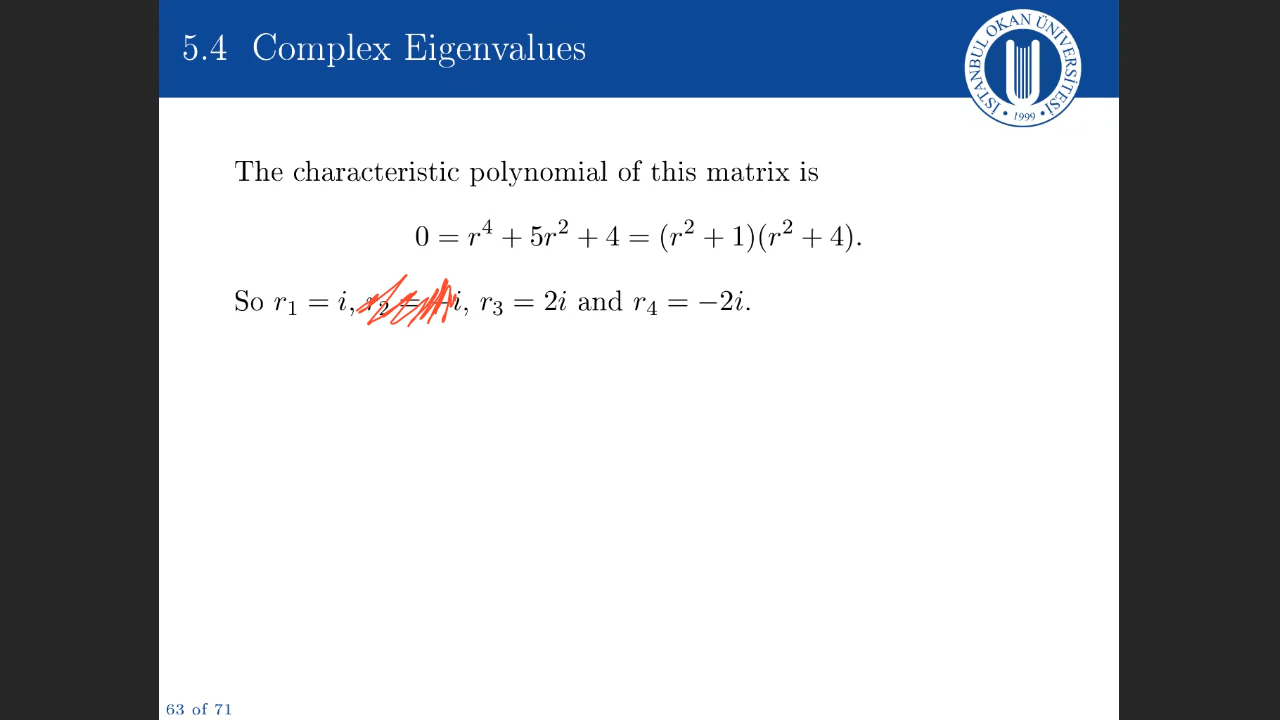 5.4 Complex Eigenvalues
İSTANBUL OKAN ÜNİVERSİTESİ
• 1999 •
The characteristic polynomial of this matrix is
0 = r⁴ + 5r² + 4 = (r² + 1)(r² + 4).
So r₁ = i, r₂ = −i, r₃ = 2i and r₄ = −2i.
63 of 71